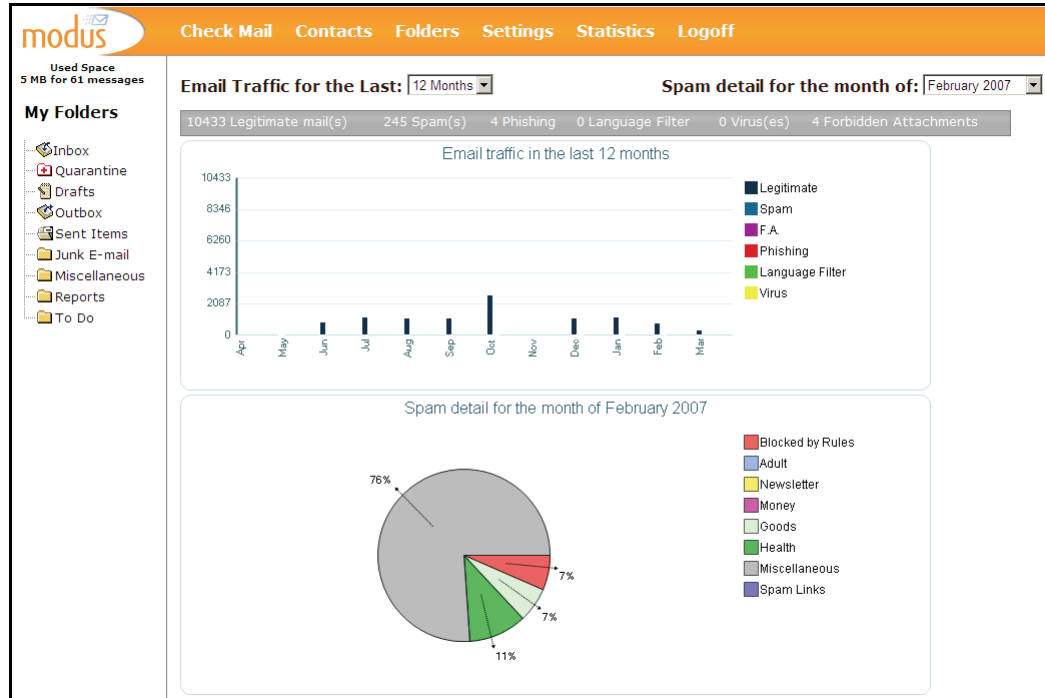 modus
Check Mail Contacts Folders Settings Statistics Logoff
Used Space
5 MB for 61 messages
My Folders
Inbox
Quarantine
Drafts
Outbox
Sent Items
Junk E-mail
Miscellaneous
Reports
To Do
Email Traffic for the Last: 12 Months
Spam detail for the month of: February 2007
10433 Legitimate mail(s) 245 Spam(s) 4 Phishing 0 Language Filter 0 Virus(es) 4 Forbidden Attachments
Email traffic in the last 12 months
10433
8346
6260
4173
2087
0
Apr May Jun Jul Aug Sep Oct Nov Dec Jan Feb Mar
Legitimate
Spam
F.A.
Phishing
Language Filter
Virus
Spam detail for the month of February 2007
76%
7%
7%
11%
Blocked by Rules
Adult
Newsletter
Money
Goods
Health
Miscellaneous
Spam Links